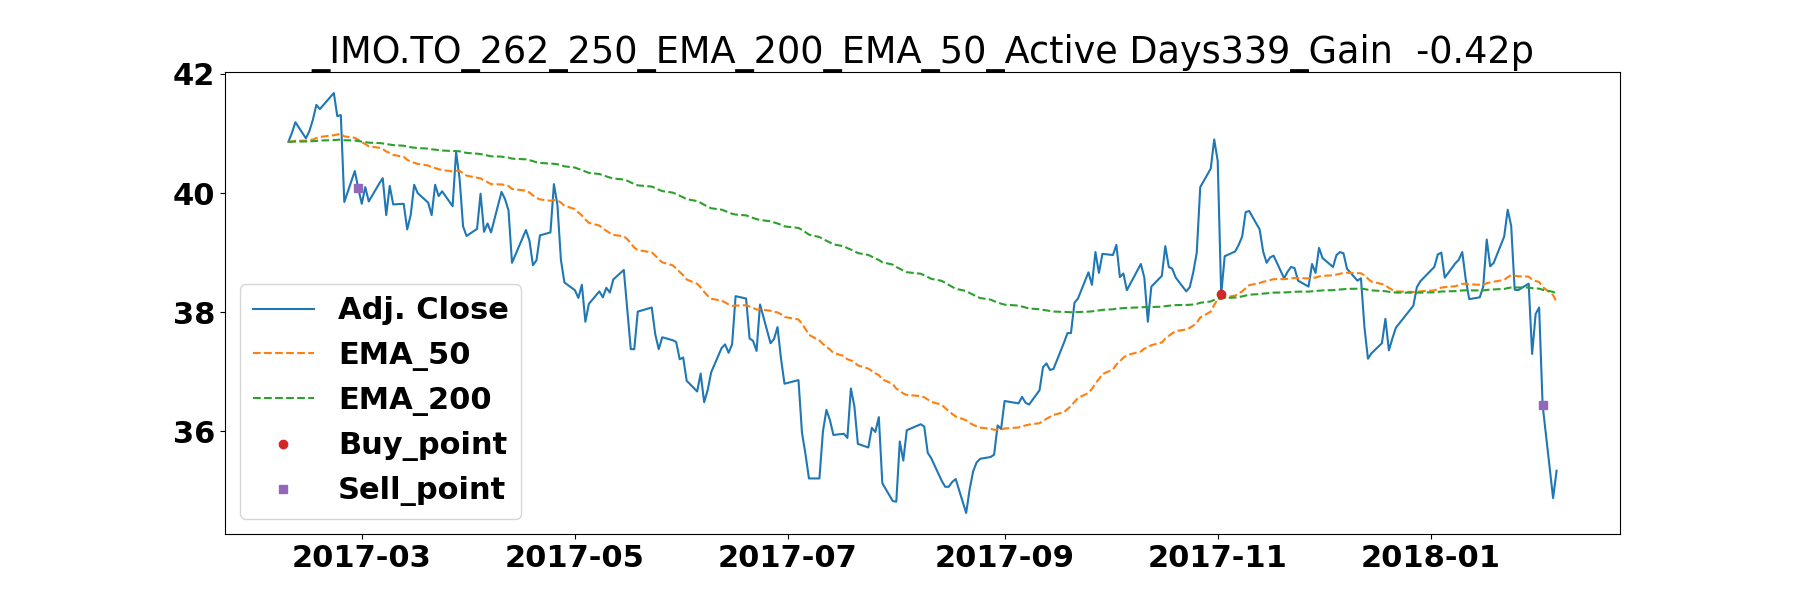 _IMO.TO_262_250_EMA_200_EMA_50_Active Days339_Gain  -0.42p
42
40
38
36
Adj. Close
EMA_50
EMA_200
Buy_point
Sell_point
2017-03 2017-05 2017-07 2017-09 2017-11 2018-01